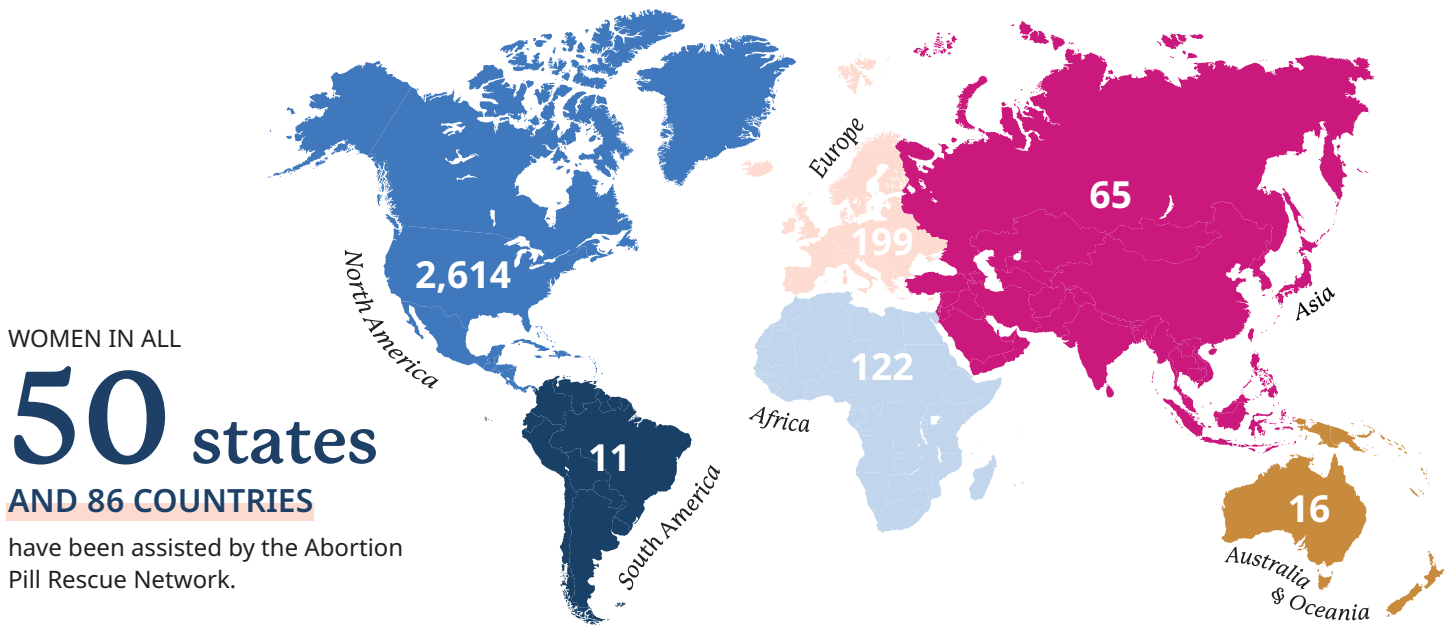 WOMEN IN ALL
50 states
AND 86 COUNTRIES
have been assisted by the Abortion
Pill Rescue Network.
North America
2,614
South America
11
Europe
199
Africa
122
Asia
65
16
Australia
& Oceania